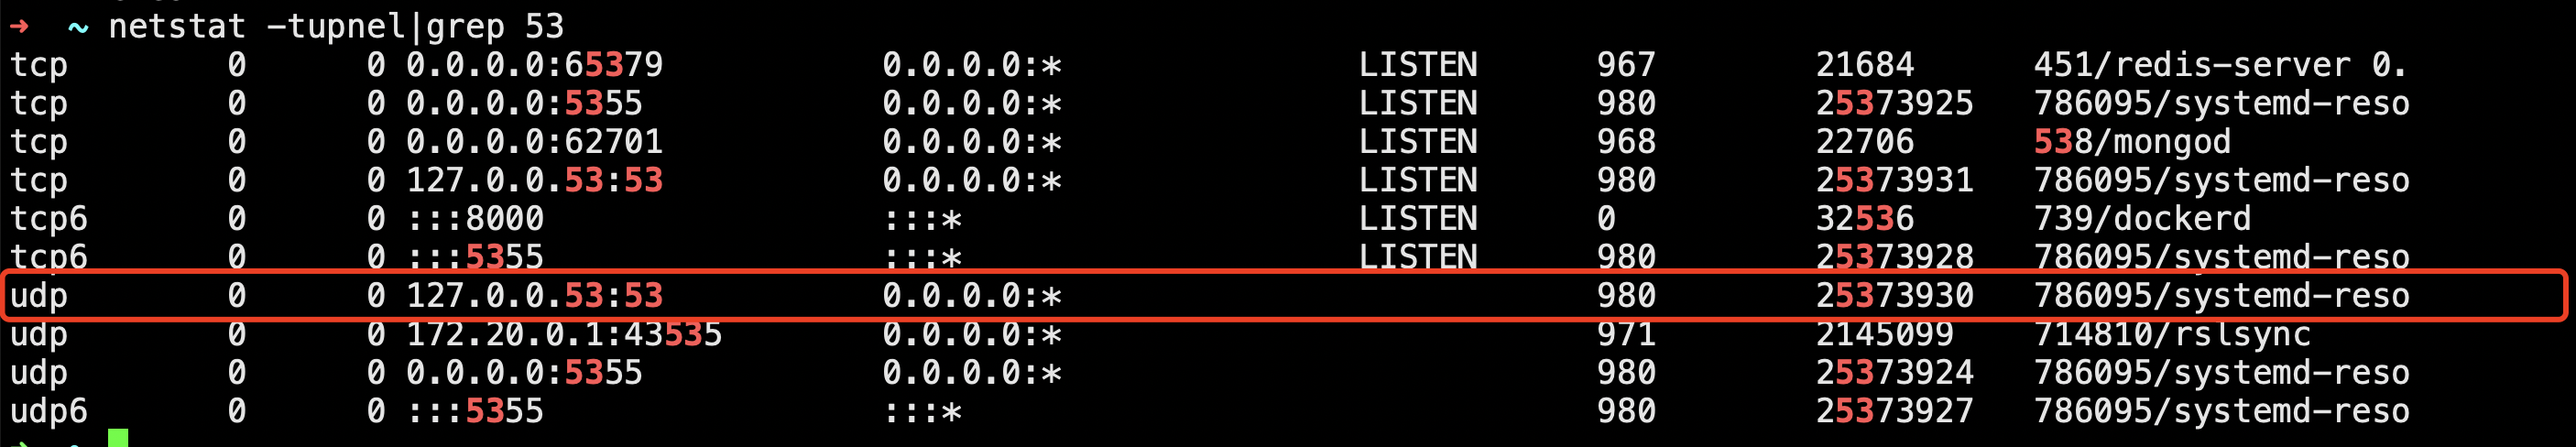 → ~ netstat -tupnel|grep 53
tcp 0 0 0.0.0.0:65379 0.0.0.0:* LISTEN 967 21684 451/redis-server 0.
tcp 0 0 0.0.0.0:5355 0.0.0.0:* LISTEN 980 25373925 786095/systemd-reso
tcp 0 0 0.0.0.0:62701 0.0.0.0:* LISTEN 968 22706 538/mongod
tcp 0 0 127.0.0.53:53 0.0.0.0:* LISTEN 980 25373931 786095/systemd-reso
tcp6 0 0 :::8000 :::* LISTEN 0 32536 739/dockerd
tcp6 0 0 :::5355 :::* LISTEN 980 25373928 786095/systemd-reso
udp 0 0 127.0.0.53:53 0.0.0.0:* 980 25373930 786095/systemd-reso
udp 0 0 172.20.0.1:43535 0.0.0.0:* 971 2145099 714810/rslsync
udp 0 0 0.0.0.0:5355 0.0.0.0:* 980 25373924 786095/systemd-reso
udp6 0 0 :::5355 :::* 980 25373927 786095/systemd-reso
→ ~